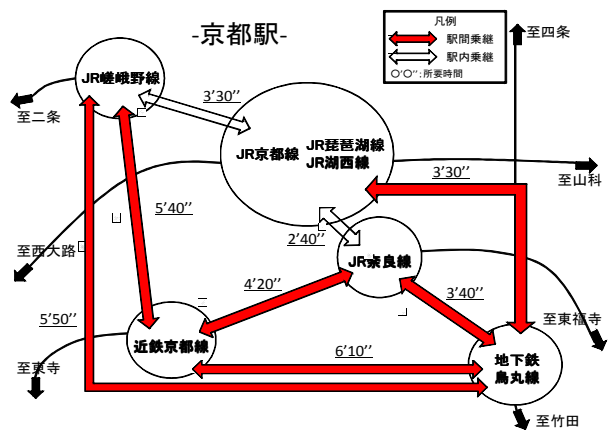 -京都駅-
凡例
駅間乗継
駅内乗継
○'○'':所要時間
至四条
JR嵯峨野線
至二条
3'30''
JR京都線
JR琵琶湖線
JR湖西線
3'30''
至山科
5'40''
2'40''
至西大路
JR奈良線
4'20''
3'40''
至東福寺
5'50''
近鉄京都線
6'10''
至東寺
地下鉄
烏丸線
至竹田